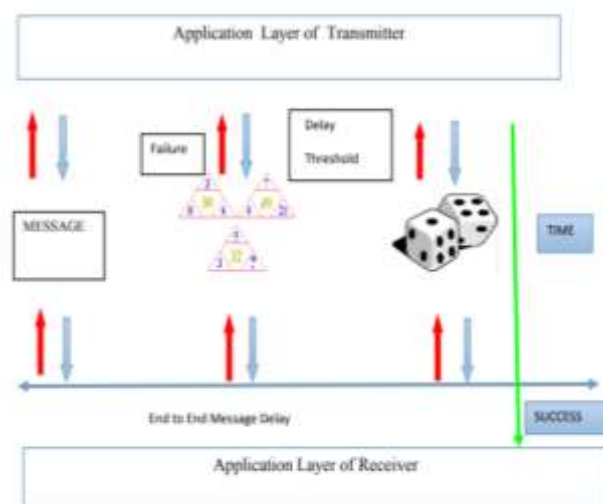 Application Layer of Transmitter
Delay
Threshold
Failure
MESSAGE
TIME
End to End Message Delay
SUCCESS
Application Layer of Receiver